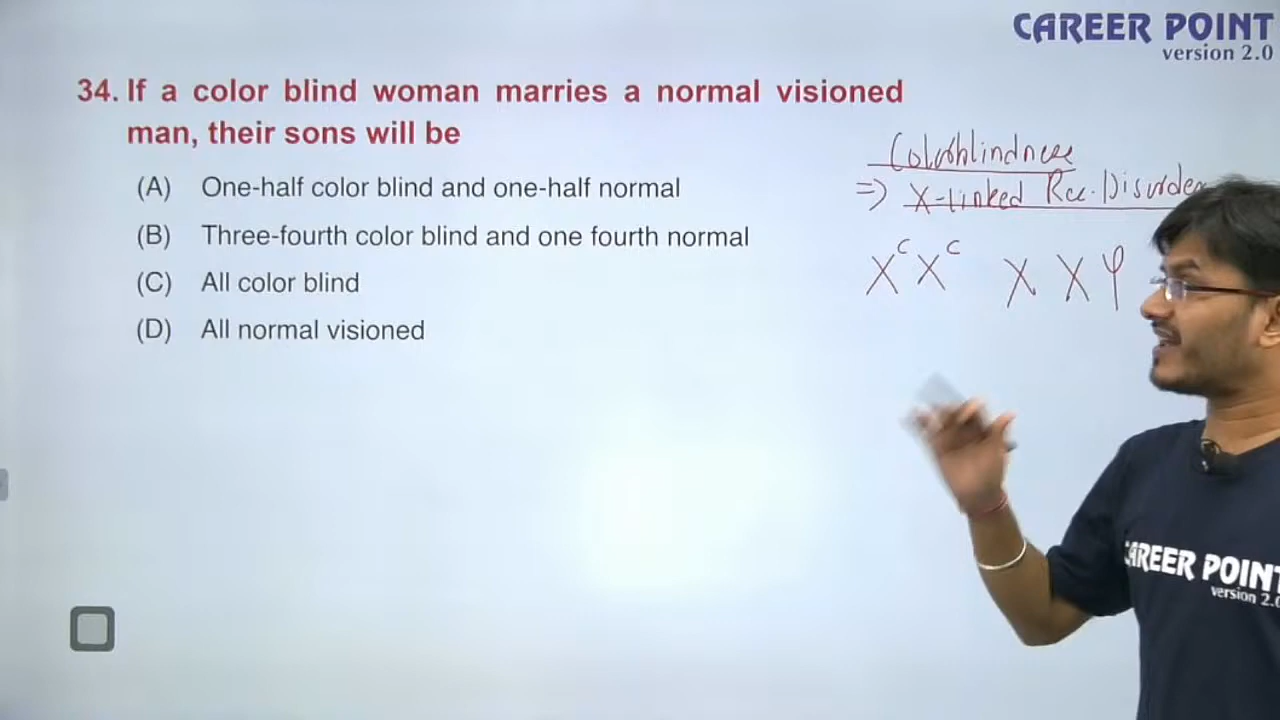 CAREER POINT
version 2.0
34. If a color blind woman marries a normal visioned
man, their sons will be
(A) One-half color blind and one-half normal
(B) Three-fourth color blind and one fourth normal
(C) All color blind
(D) All normal visioned
Colorblindness
=> X-linked Rec. Disorder
XᶜXᶜ X XY
CAREER POINT
version 2.0